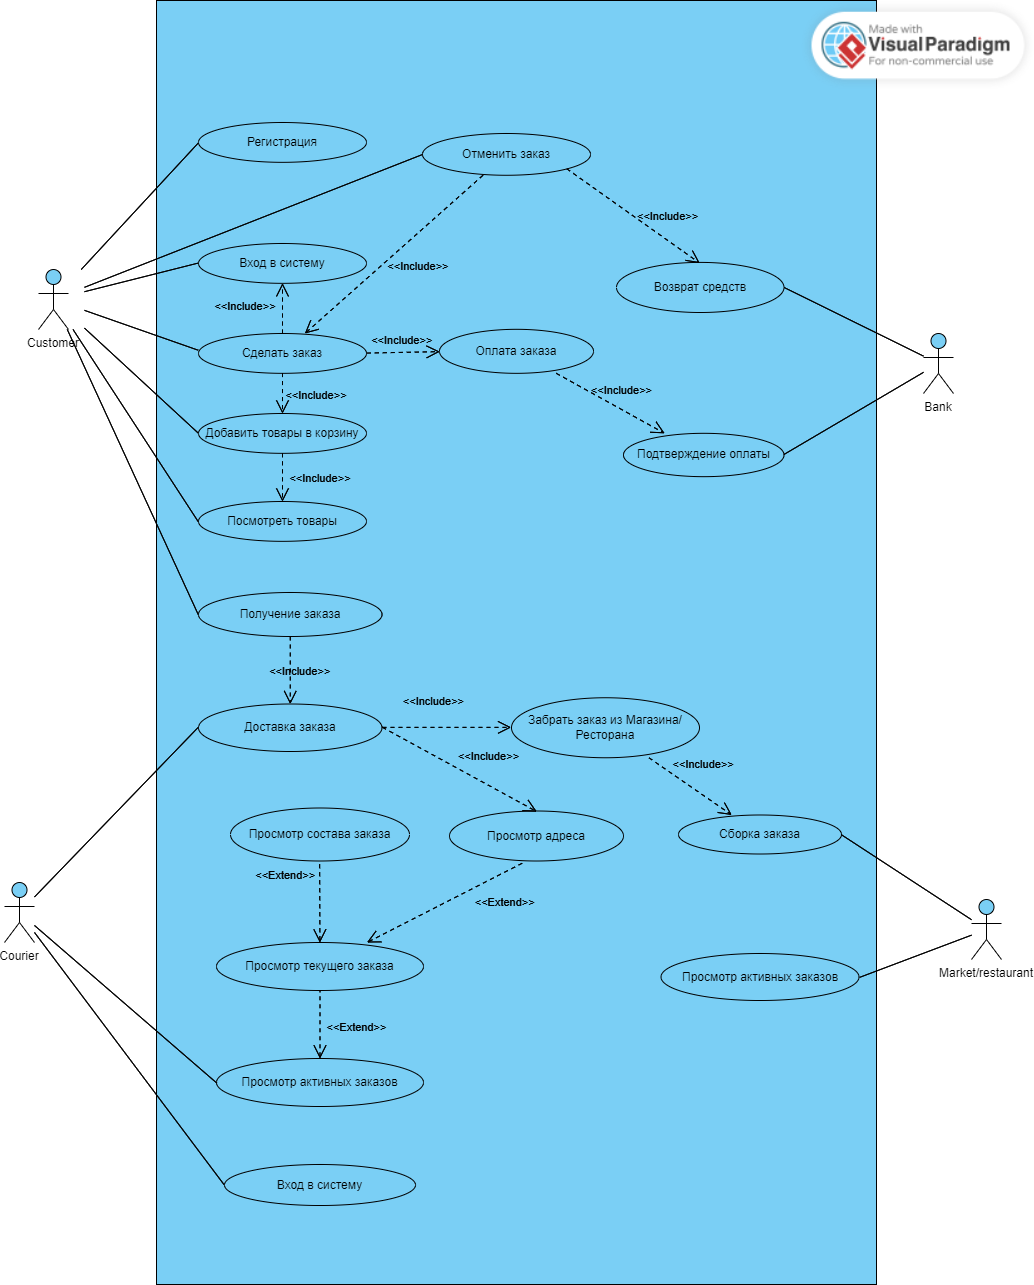 Made with
Visual Paradigm
For non-commercial use
Регистрация
Отменить заказ
<<Include>>
Вход в систему
<<Include>>
Возврат средств
<<Include>>
Customer
Сделать заказ
<<Include>>
Оплата заказа
Bank
<<Include>>
<<Include>>
Добавить товары в корзину
Подтверждение оплаты
<<Include>>
Посмотреть товары
Получение заказа
<<Include>>
Доставка заказа
<<Include>>
Забрать заказ из Магазина/
Ресторана
<<Include>>
<<Include>>
Просмотр состава заказа
Просмотр адреса
Сборка заказа
<<Extend>>
<<Extend>>
Courier
Просмотр текущего заказа
Просмотр активных заказов
Market/restaurant
<<Extend>>
Просмотр активных заказов
Вход в систему